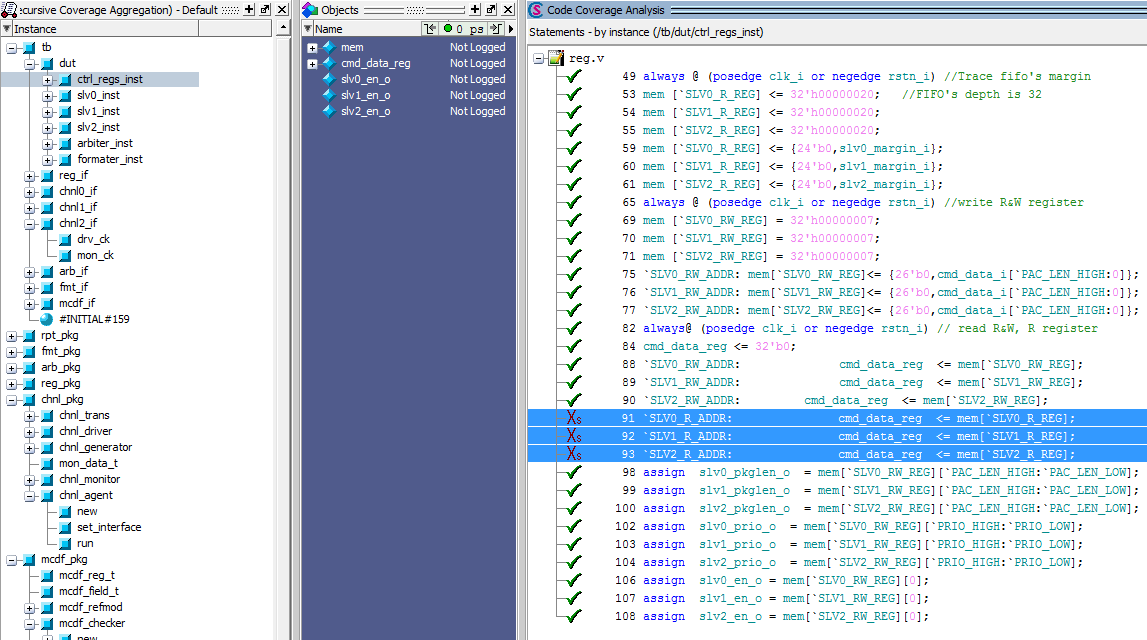 :ecursive Coverage Aggregation) - Default
Instance
tb
dut
ctrl_regs_inst
slv0_inst
slv1_inst
slv2_inst
arbiter_inst
formater_inst
reg_if
chnl0_if
chnl1_if
chnl2_if
drv_ck
mon_ck
arb_if
fmt_if
mcdf_if
#INITIAL#159
rpt_pkg
fmt_pkg
arb_pkg
reg_pkg
chnl_pkg
chnl_trans
chnl_driver
chnl_generator
mon_data_t
chnl_monitor
chnl_agent
new
set_interface
run
mcdf_pkg
mcdf_reg_t
mcdf_field_t
mcdf_refmod
mcdf_checker
new
Objects
Name
0 ps
mem Not Logged
cmd_data_reg Not Logged
slv0_en_o Not Logged
slv1_en_o Not Logged
slv2_en_o Not Logged
Code Coverage Analysis
Statements - by instance (/tb/dut/ctrl_regs_inst)
reg.v
49 always @ (posedge clk_i or negedge rstn_i) //Trace fifo's margin
53 mem [`SLV0_R_REG] <= 32'h00000020; //FIFO's depth is 32
54 mem [`SLV1_R_REG] <= 32'h00000020;
55 mem [`SLV2_R_REG] <= 32'h00000020;
59 mem [`SLV0_R_REG] <= {24'b0,slv0_margin_i};
60 mem [`SLV1_R_REG] <= {24'b0,slv1_margin_i};
61 mem [`SLV2_R_REG] <= {24'b0,slv2_margin_i};
65 always @ (posedge clk_i or negedge rstn_i) //write R&W register
69 mem [`SLV0_RW_REG] = 32'h00000007;
70 mem [`SLV1_RW_REG] = 32'h00000007;
71 mem [`SLV2_RW_REG] = 32'h00000007;
75 `SLV0_RW_ADDR: mem[`SLV0_RW_REG]<= {26'b0,cmd_data_i[`PAC_LEN_HIGH:0]};
76 `SLV1_RW_ADDR: mem[`SLV1_RW_REG]<= {26'b0,cmd_data_i[`PAC_LEN_HIGH:0]};
77 `SLV2_RW_ADDR: mem[`SLV2_RW_REG]<= {26'b0,cmd_data_i[`PAC_LEN_HIGH:0]};
82 always@ (posedge clk_i or negedge rstn_i) // read R&W, R register
84 cmd_data_reg <= 32'b0;
88 `SLV0_RW_ADDR: cmd_data_reg <= mem[`SLV0_RW_REG];
89 `SLV1_RW_ADDR: cmd_data_reg <= mem[`SLV1_RW_REG];
90 `SLV2_RW_ADDR: cmd_data_reg <= mem[`SLV2_RW_REG];
Xs 91 `SLV0_R_ADDR: cmd_data_reg <= mem[`SLV0_R_REG];
Xs 92 `SLV1_R_ADDR: cmd_data_reg <= mem[`SLV1_R_REG];
Xs 93 `SLV2_R_ADDR: cmd_data_reg <= mem[`SLV2_R_REG];
98 assign slv0_pkglen_o = mem[`SLV0_RW_REG][`PAC_LEN_HIGH:`PAC_LEN_LOW];
99 assign slv1_pkglen_o = mem[`SLV1_RW_REG][`PAC_LEN_HIGH:`PAC_LEN_LOW];
100 assign slv2_pkglen_o = mem[`SLV2_RW_REG][`PAC_LEN_HIGH:`PAC_LEN_LOW];
102 assign slv0_prio_o = mem[`SLV0_RW_REG][`PRIO_HIGH:`PRIO_LOW];
103 assign slv1_prio_o = mem[`SLV1_RW_REG][`PRIO_HIGH:`PRIO_LOW];
104 assign slv2_prio_o = mem[`SLV2_RW_REG][`PRIO_HIGH:`PRIO_LOW];
106 assign slv0_en_o = mem[`SLV0_RW_REG][0];
107 assign slv1_en_o = mem[`SLV1_RW_REG][0];
108 assign slv2_en_o = mem[`SLV2_RW_REG][0];